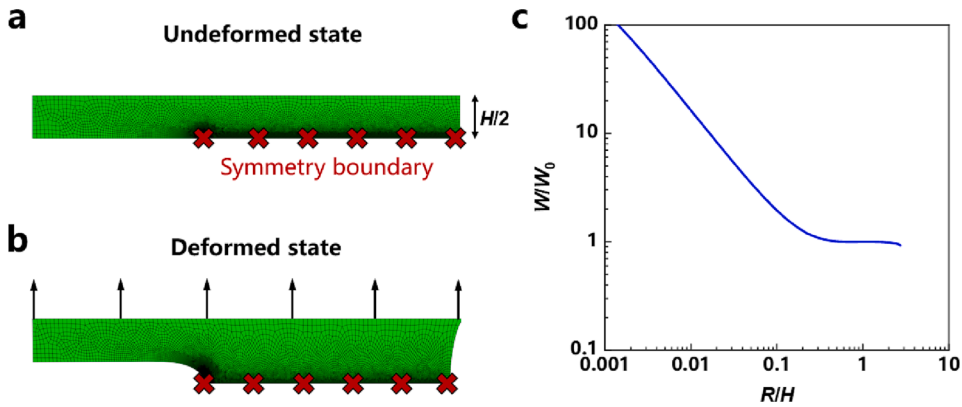 a
Undeformed state
H/2
Symmetry boundary
b
Deformed state
c
100
10
1
0.1
W/W₀
0.001
0.01
0.1
1
10
R/H